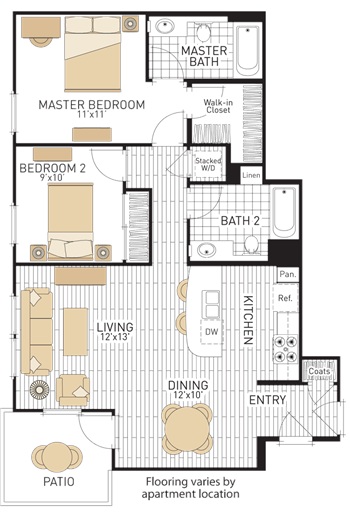 MASTER
BATH
MASTER BEDROOM
11'x11'
Walk-in
Closet
Stacked
W/D
BEDROOM 2
9'x10'
Linen
BATH 2
Pan.
Ref.
KITCHEN
LIVING
12'x13'
DW
Coats
DINING
12'x10'
ENTRY
PATIO
Flooring varies by
apartment location